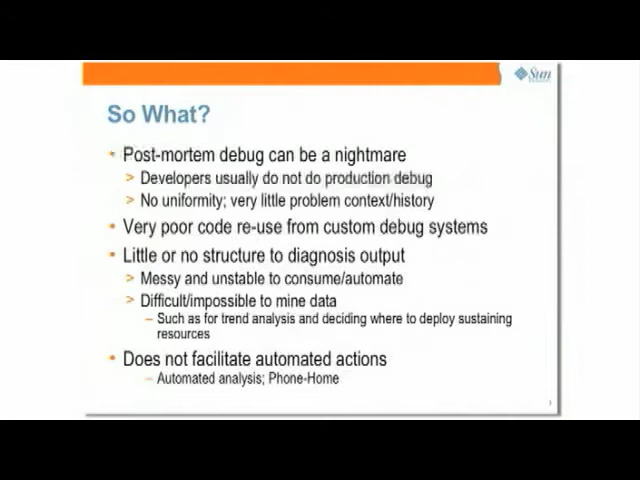 Sun
So What?
• Post-mortem debug can be a nightmare
> Developers usually do not do production debug
> No uniformity; very little problem context/history
• Very poor code re-use from custom debug systems
• Little or no structure to diagnosis output
> Messy and unstable to consume/automate
> Difficult/impossible to mine data
– Such as for trend analysis and deciding where to deploy sustaining
resources
• Does not facilitate automated actions
– Automated analysis; Phone-Home